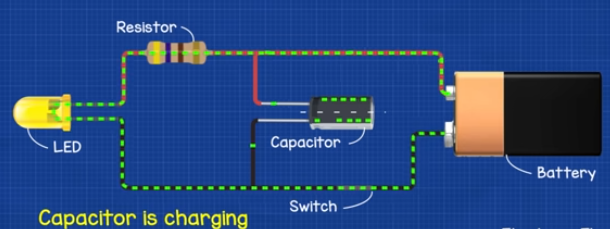 Resistor
LED
Capacitor
Battery
Switch
Capacitor is charging